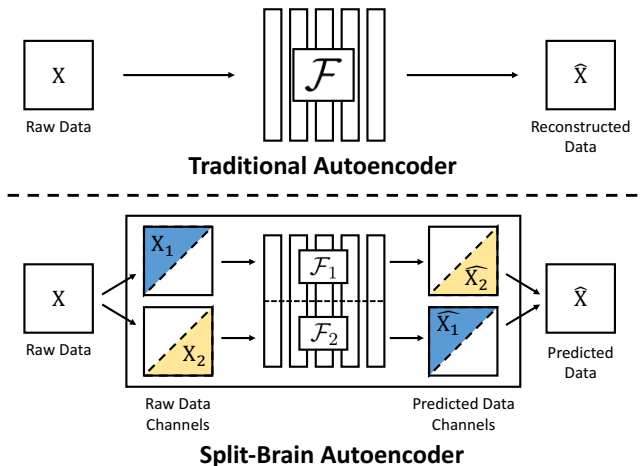 X
Raw Data
ℱ
X̂
Reconstructed
Data
Traditional Autoencoder
X
Raw Data
X₁
X₂
Raw Data
Channels
ℱ₁
ℱ₂
X̂₂
X̂₁
Predicted Data
Channels
X̂
Predicted
Data
Split-Brain Autoencoder